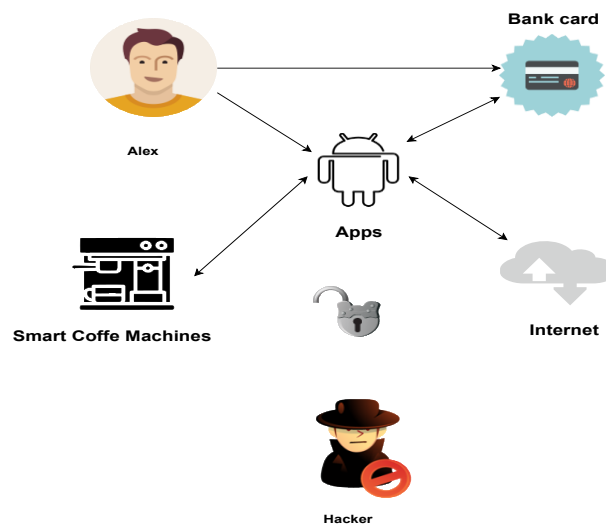 Bank card
Alex
Apps
Smart Coffe Machines
Internet
Hacker